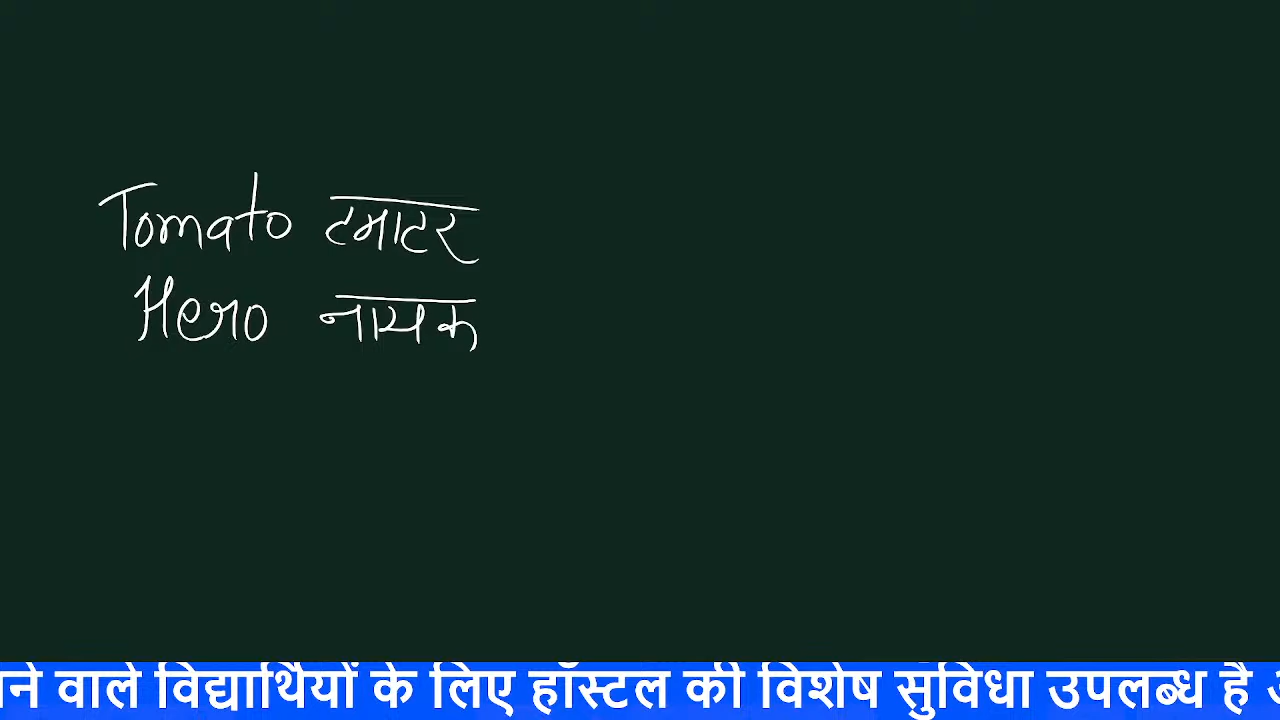 Tomato टमाटर
Hero नायक
वाले विद्यार्थियों के लिए हॉस्टल की विशेष सुविधा उपलब्ध है